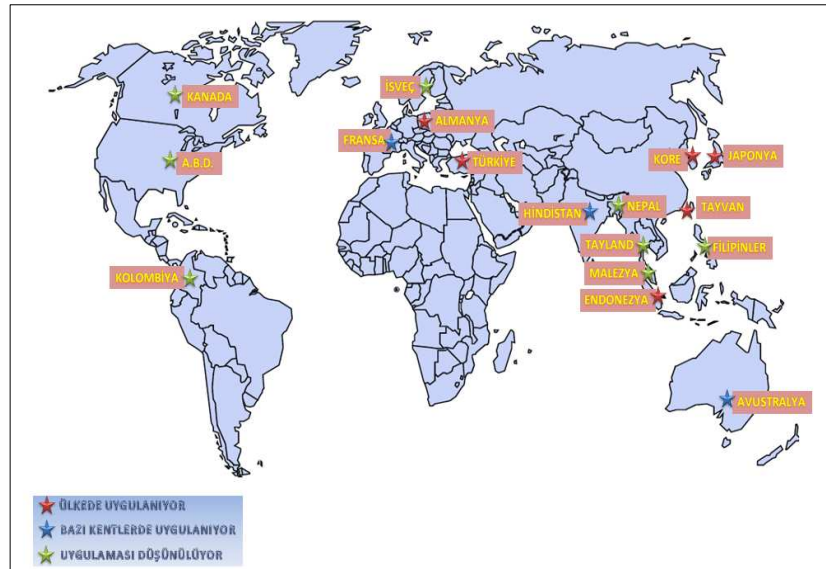 İSVEÇ
KANADA
ALMANYA
FRANSA
A.B.D.
TÜRKİYE
KORE
JAPONYA
HİNDİSTAN
NEPAL
TAYVAN
TAYLAND
FİLİPİNLER
KOLOMBİYA
MALEZYA
ENDONEZYA
AVUSTRALYA
ÜLKEDE UYGULANIYOR
BAZI KENTLERDE UYGULANIYOR
UYGULAMASI DÜŞÜNÜLÜYOR